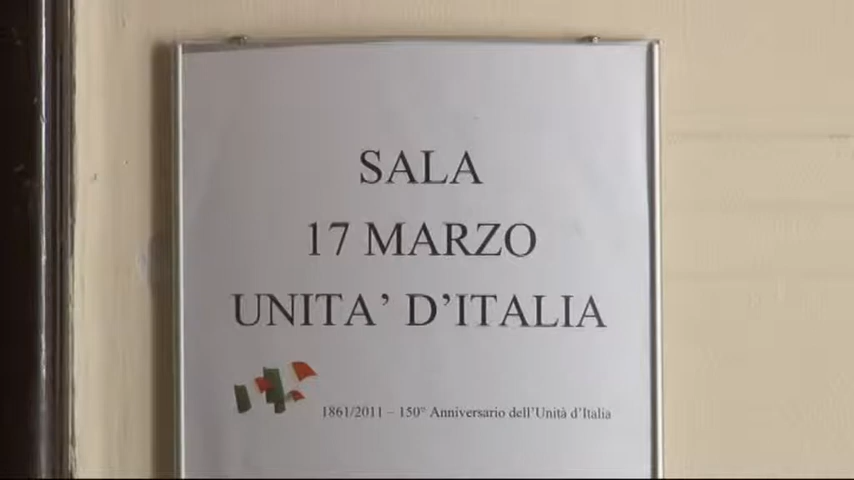 SALA
17 MARZO
UNITA’ D’ITALIA
1861/2011 – 150° Anniversario dell’Unità d’Italia